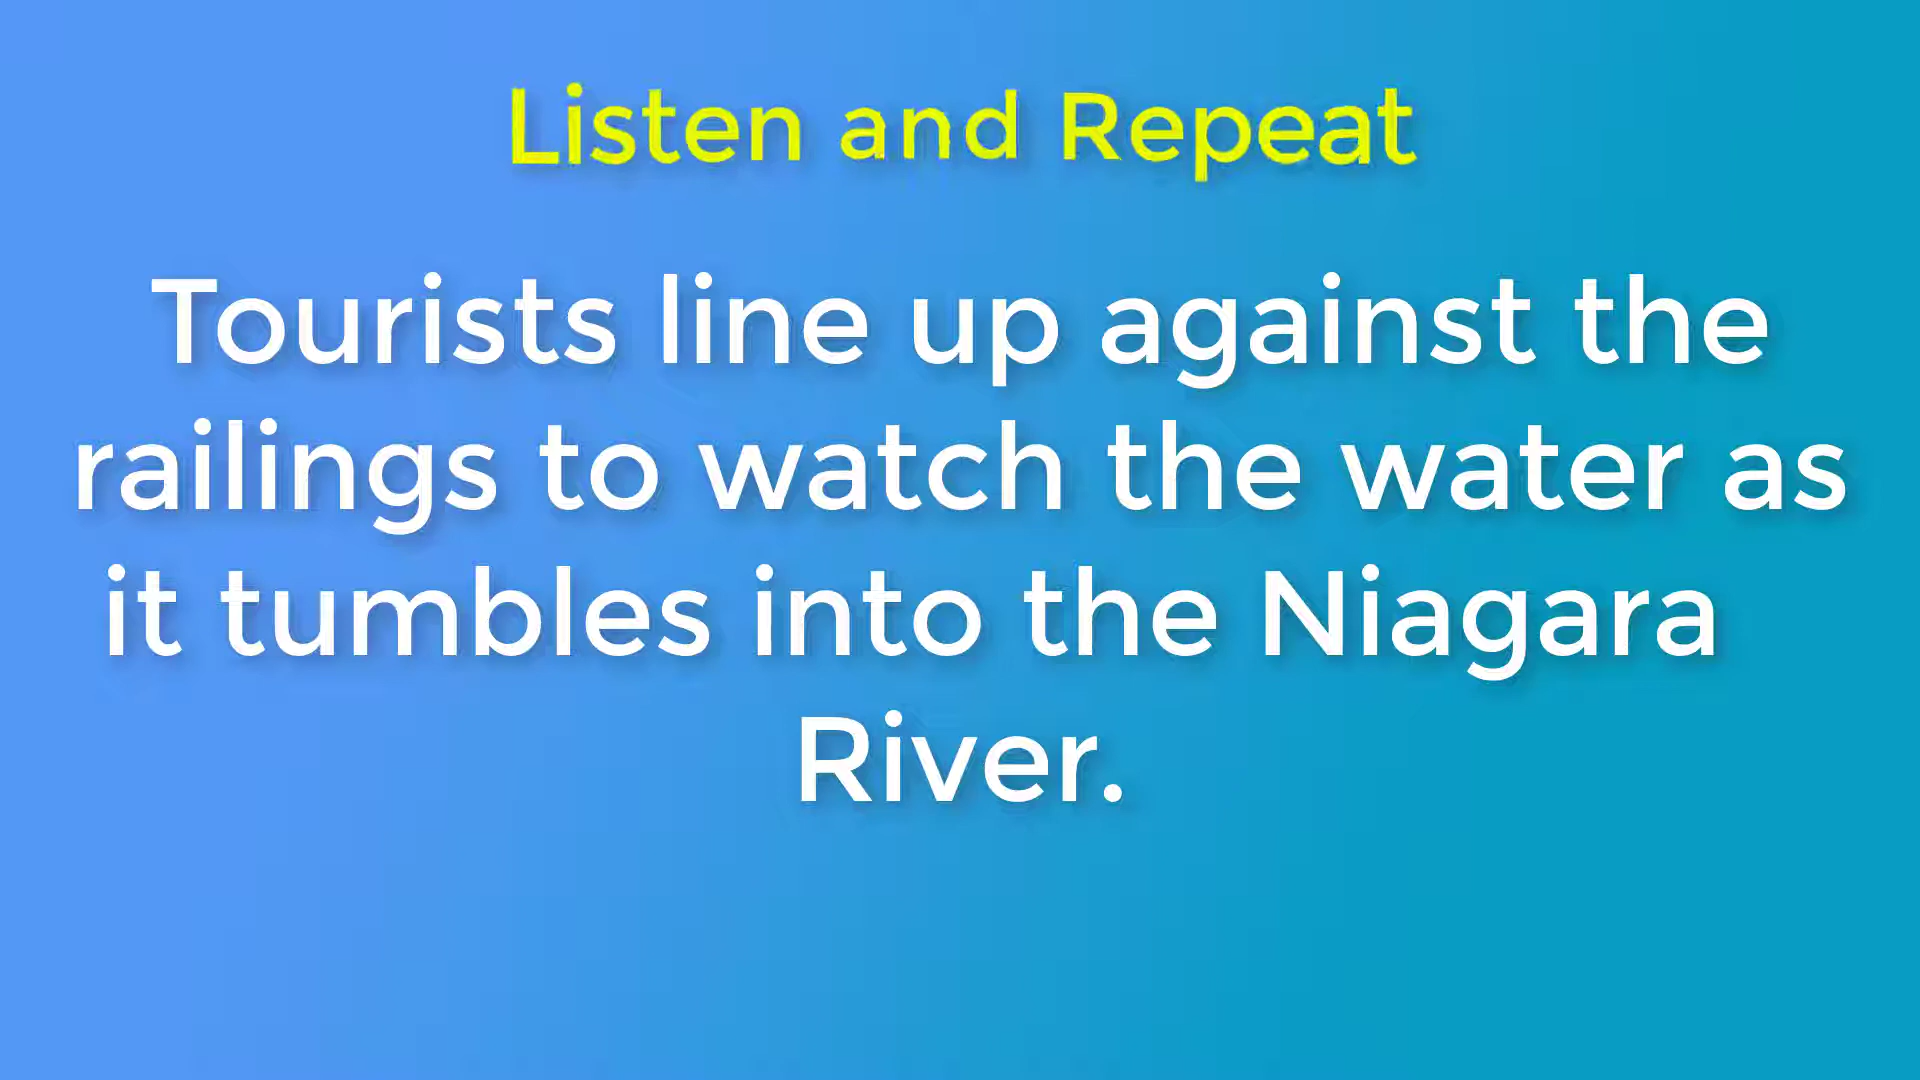 Listen and Repeat
Tourists line up against the
railings to watch the water as
it tumbles into the Niagara
River.